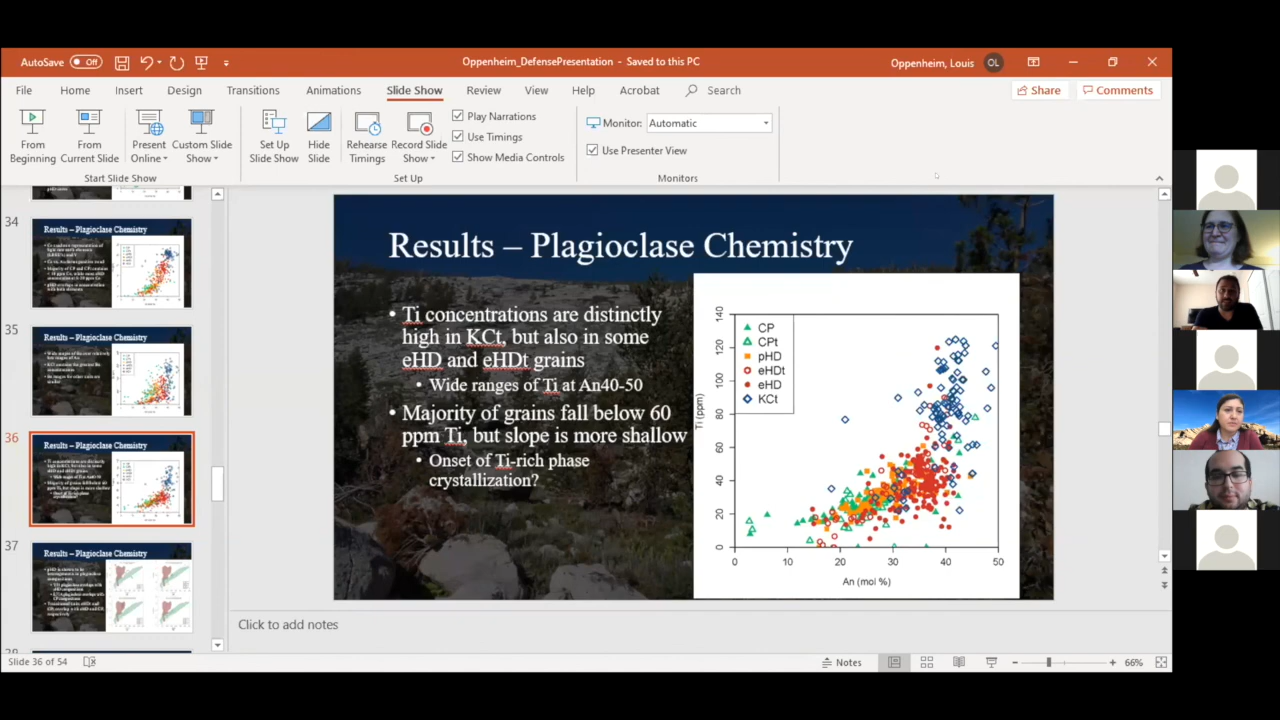 AutoSave Off
Oppenheim_DefensePresentation - Saved to this PC
Oppenheim, Louis OL
File Home Insert Design Transitions Animations Slide Show Review View Help Acrobat Search
Share Comments
From Beginning
From Current Slide
Present Online
Custom Slide Show
Set Up Slide Show
Hide Slide
Rehearse Timings
Record Slide Show
Play Narrations
Use Timings
Show Media Controls
Monitor: Automatic
Use Presenter View
Start Slide Show
Set Up
Monitors
34
Results – Plagioclase Chemistry
35
Results – Plagioclase Chemistry
36
Results – Plagioclase Chemistry
37
Results – Plagioclase Chemistry
Results – Plagioclase Chemistry
• Ti concentrations are distinctly
high in KCt, but also in some
eHD and eHDt grains
• Wide ranges of Ti at An40-50
• Majority of grains fall below 60
ppm Ti, but slope is more shallow
• Onset of Ti-rich phase
crystallization?
CP
CPt
pHD
eHDt
eHD
KCt
Ti (ppm)
140
120
100
80
60
40
20
0
0 10 20 30 40 50
An (mol %)
Click to add notes
Slide 36 of 54
Notes
66%